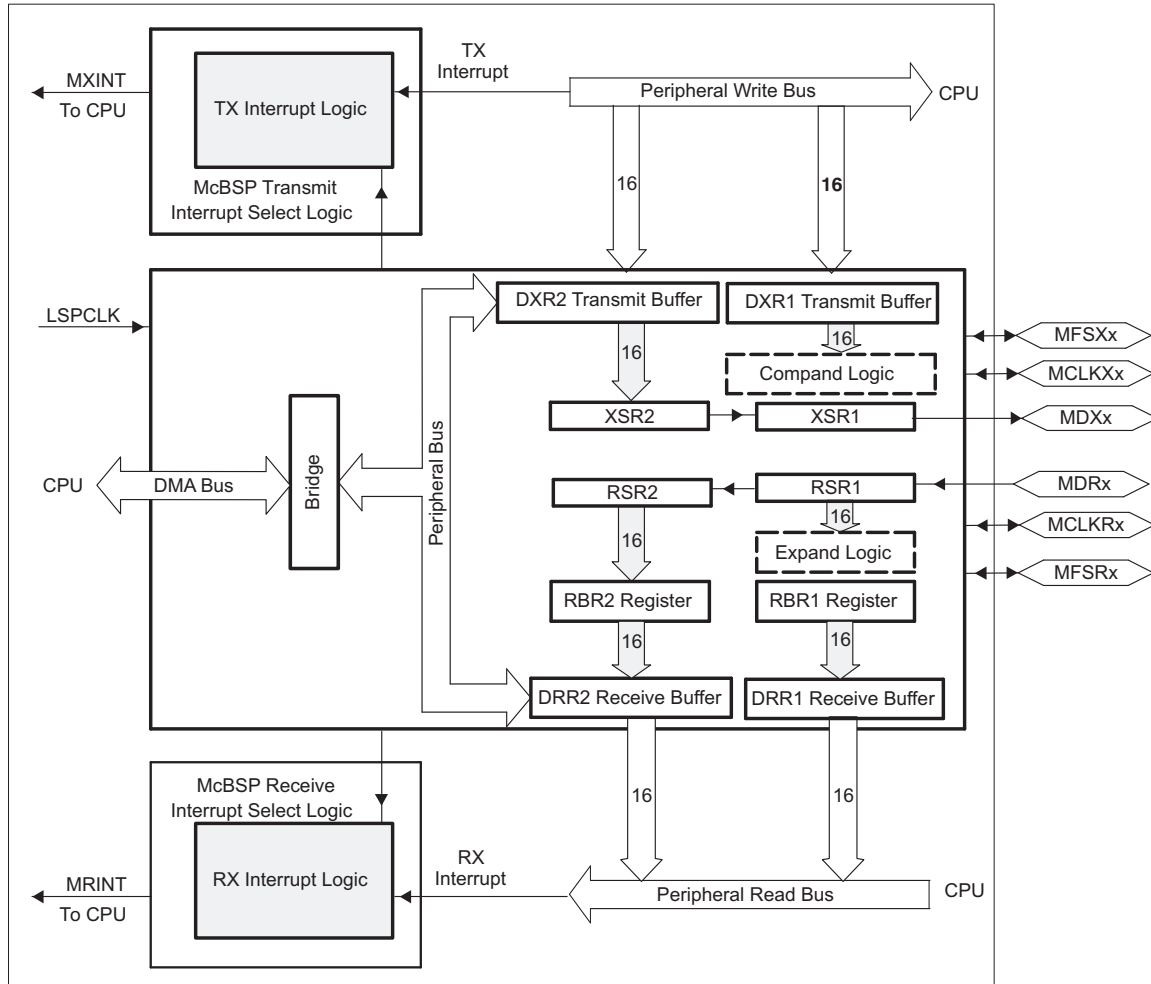 MXINT
To CPU
TX Interrupt Logic
McBSP Transmit
Interrupt Select Logic
TX
Interrupt
Peripheral Write Bus
CPU
16
16
LSPCLK
DXR2 Transmit Buffer
DXR1 Transmit Buffer
16
16
Compand Logic
XSR2
XSR1
MFSXx
MCLKXx
MDXx
CPU
DMA Bus
Bridge
Peripheral Bus
RSR2
RSR1
16
16
Expand Logic
RBR2 Register
RBR1 Register
16
16
DRR2 Receive Buffer
DRR1 Receive Buffer
MDRx
MCLKRx
MFSRx
McBSP Receive
Interrupt Select Logic
RX Interrupt Logic
MRINT
To CPU
RX
Interrupt
16
16
Peripheral Read Bus
CPU